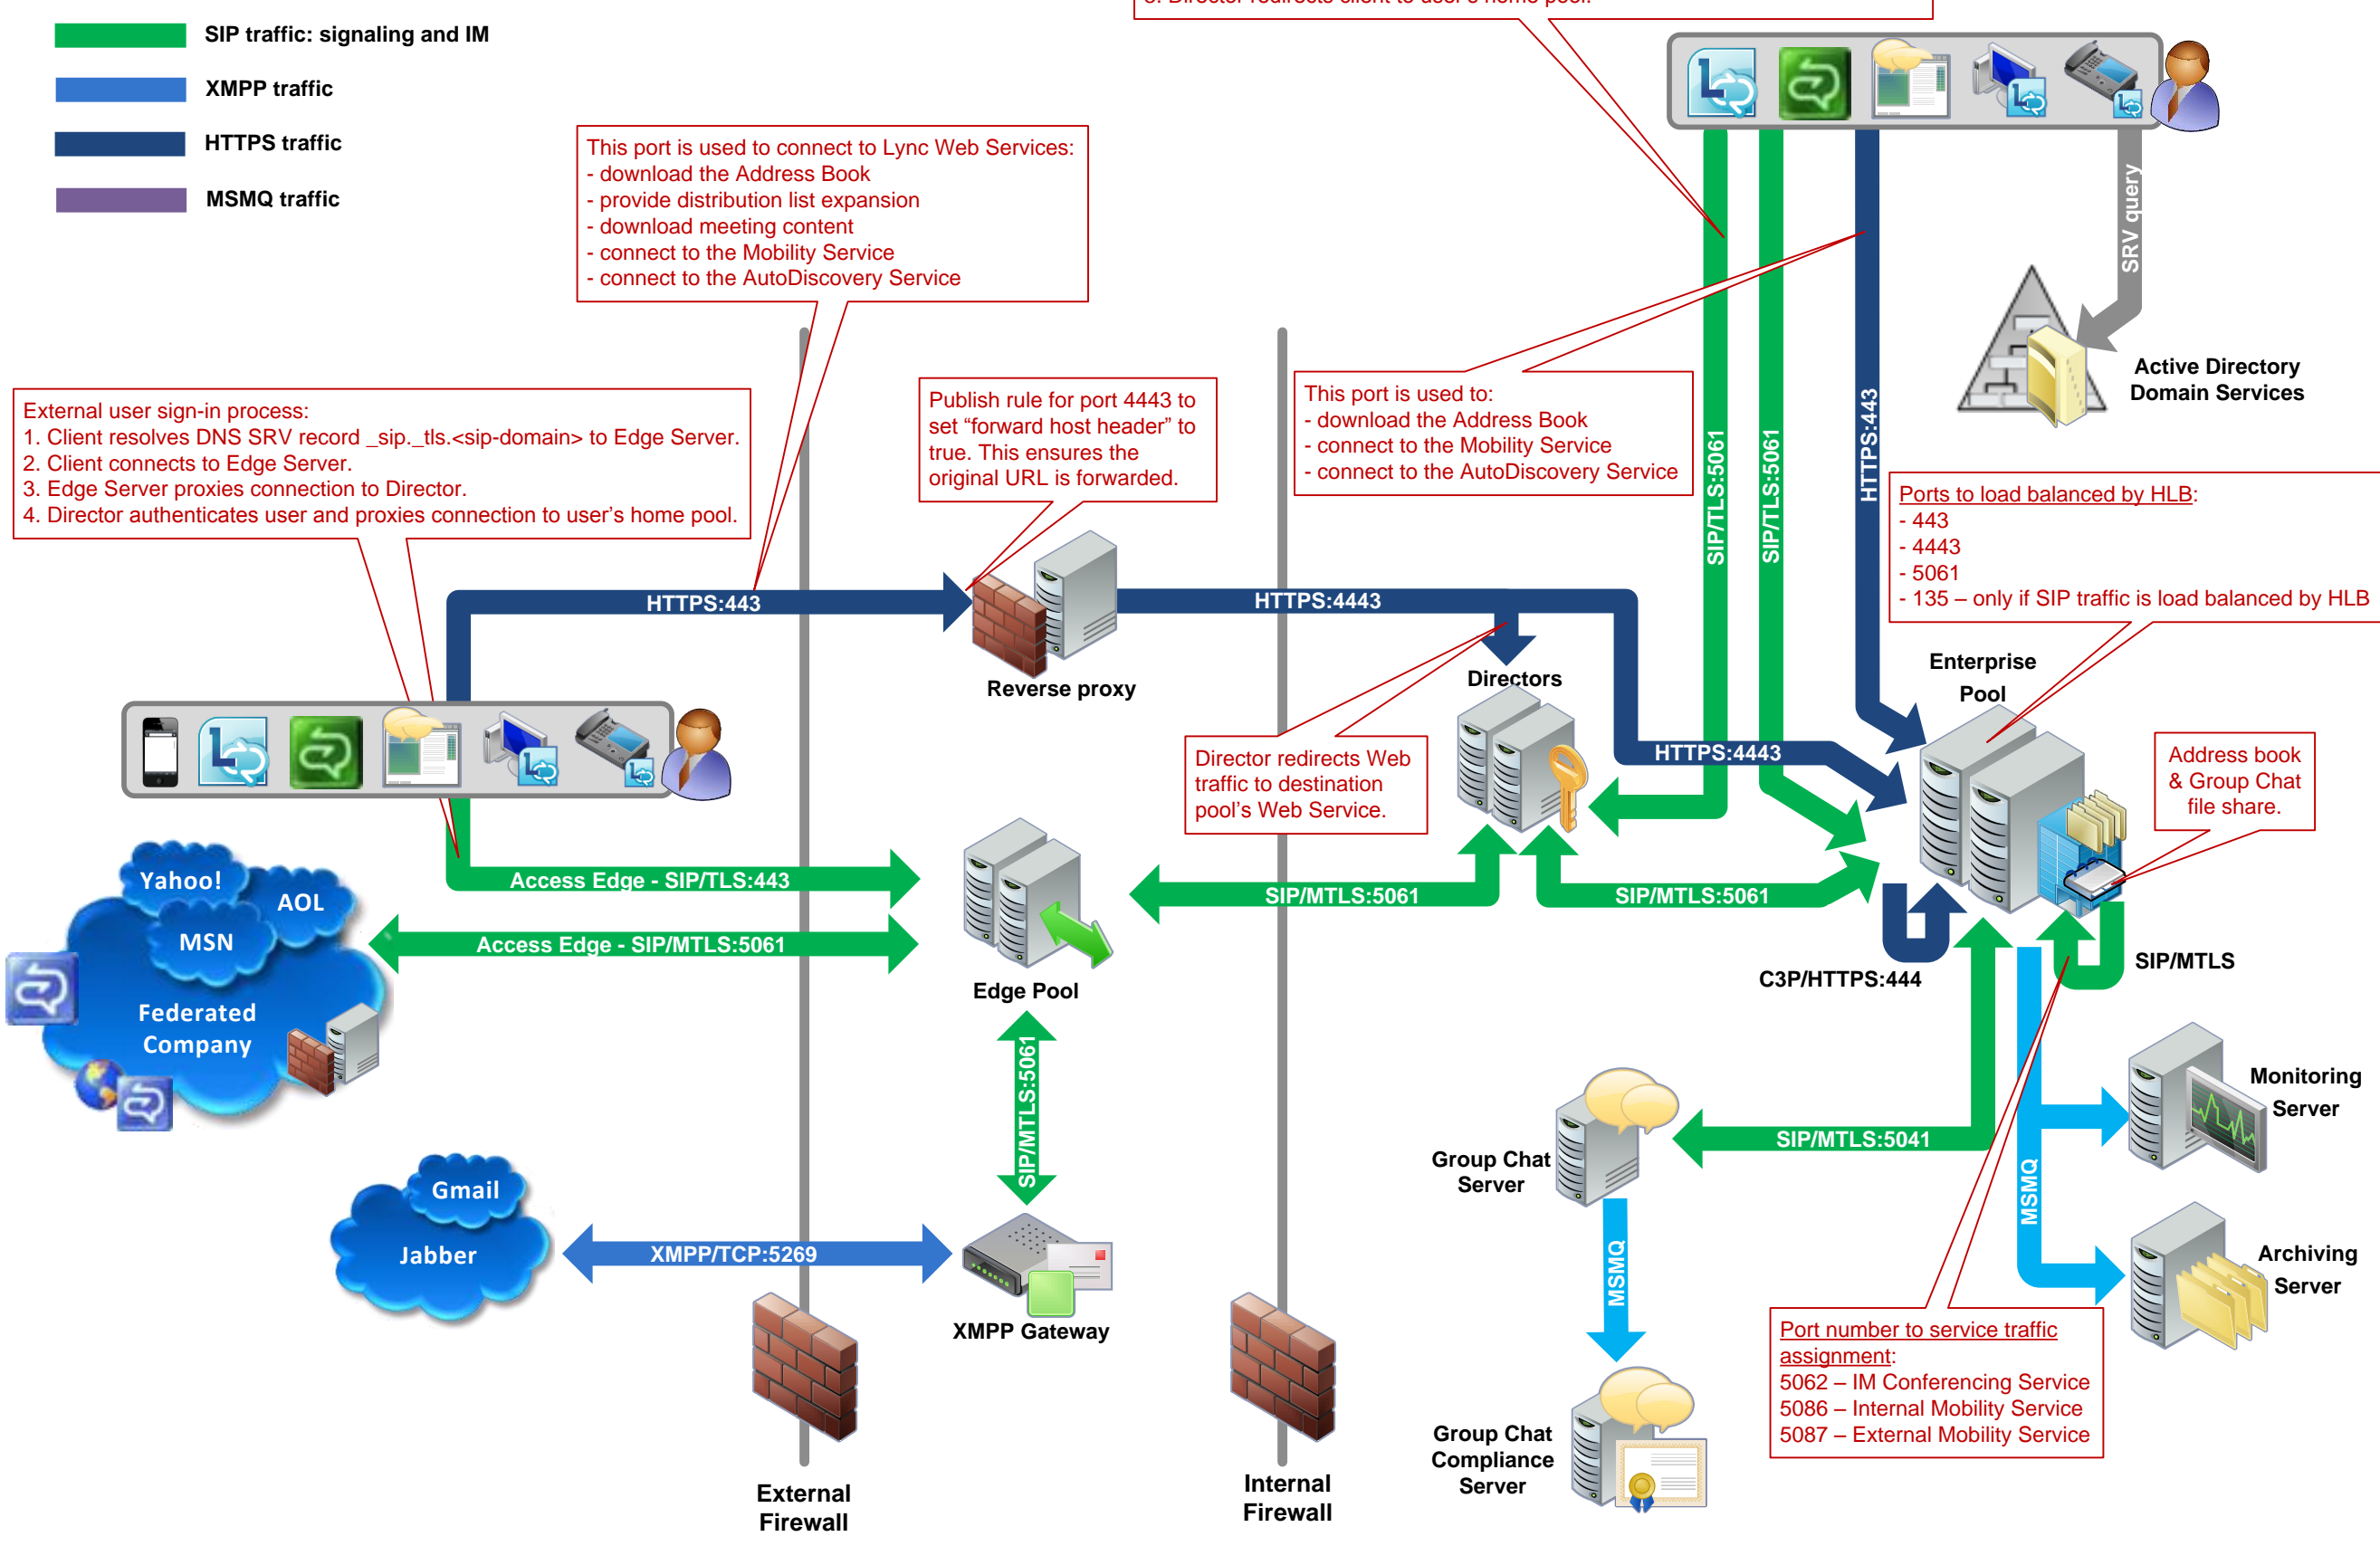 5. Director redirects client to user's home pool.
SIP traffic: signaling and IM
XMPP traffic
HTTPS traffic
MSMQ traffic
This port is used to connect to Lync Web Services:
- download the Address Book
- provide distribution list expansion
- download meeting content
- connect to the Mobility Service
- connect to the AutoDiscovery Service
SRV query
Active Directory
Domain Services
External user sign-in process:
1. Client resolves DNS SRV record _sip._tls.<sip-domain> to Edge Server.
2. Client connects to Edge Server.
3. Edge Server proxies connection to Director.
4. Director authenticates user and proxies connection to user's home pool.
Publish rule for port 4443 to
set “forward host header” to
true. This ensures the
original URL is forwarded.
This port is used to:
- download the Address Book
- connect to the Mobility Service
- connect to the AutoDiscovery Service
SIP/TLS:5061
SIP/TLS:5061
HTTPS:443
Ports to load balanced by HLB:
- 443
- 4443
- 5061
- 135 – only if SIP traffic is load balanced by HLB
HTTPS:443
HTTPS:4443
Reverse proxy
Directors
Enterprise
Pool
HTTPS:4443
Director redirects Web
traffic to destination
pool's Web Service.
Address book
& Group Chat
file share.
Yahoo!
AOL
MSN
Federated
Company
Access Edge - SIP/TLS:443
Access Edge - SIP/MTLS:5061
Edge Pool
SIP/MTLS:5061
SIP/MTLS:5061
C3P/HTTPS:444
SIP/MTLS
SIP/MTLS:5061
Monitoring
Server
Group Chat
Server
SIP/MTLS:5041
MSMQ
MSMQ
Archiving
Server
Gmail
Jabber
XMPP/TCP:5269
XMPP Gateway
Port number to service traffic
assignment:
5062 – IM Conferencing Service
5086 – Internal Mobility Service
5087 – External Mobility Service
Group Chat
Compliance
Server
External
Firewall
Internal
Firewall